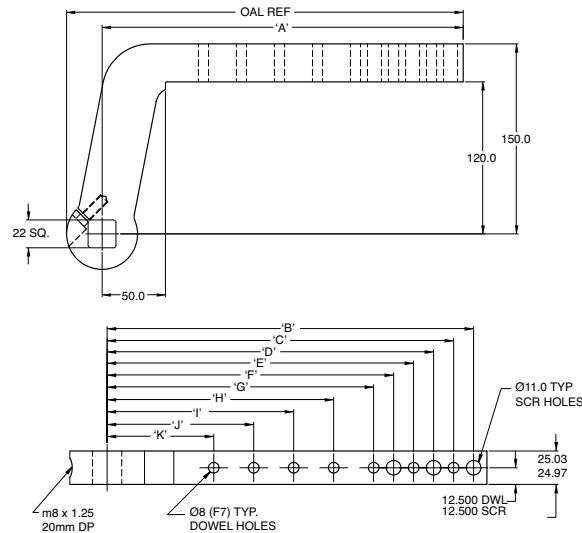 OAL REF
‘A’
150.0
120.0
22 SQ.
50.0
‘B’
‘C’
‘D’
‘E’
‘F’
‘G’
‘H’
‘I’
‘J’
‘K’
Ø11.0 TYP
SCR HOLES
25.03
24.97
12.500 DWL
12.500 SCR
m8 x 1.25
20mm DP
Ø8 (F7) TYP.
DOWEL HOLES